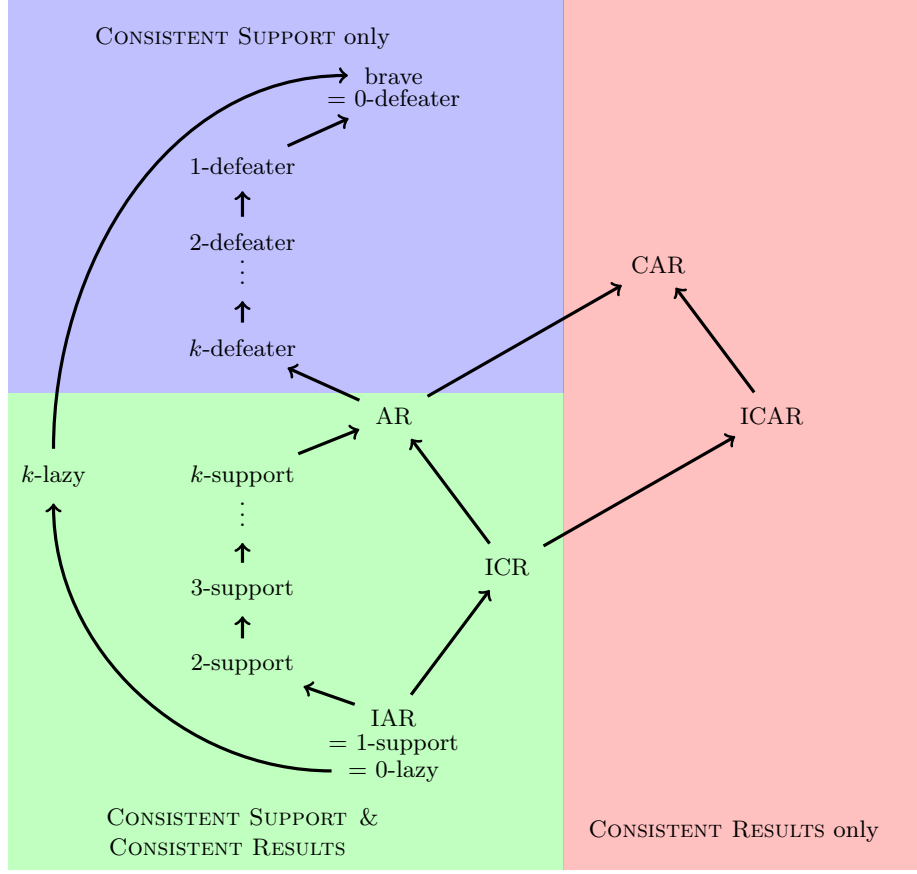 CONSISTENT SUPPORT only
brave
= 0-defeater
1-defeater
2-defeater
⋮
k-defeater
CAR
AR
ICAR
k-lazy
k-support
⋮
ICR
3-support
2-support
IAR
= 1-support
= 0-lazy
CONSISTENT SUPPORT &
CONSISTENT RESULTS
CONSISTENT RESULTS only